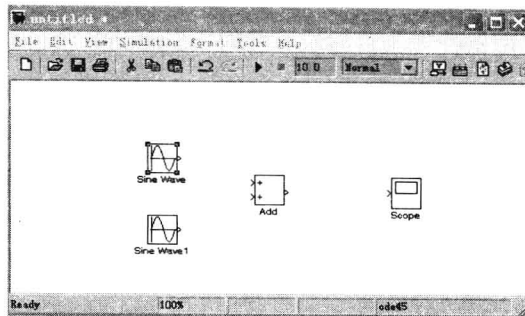 untitled *
File Edit View Simulation Format Tools Help
10.0 Normal
Sine Wave
Add
Scope
Sine Wave1
Ready 100% ode45